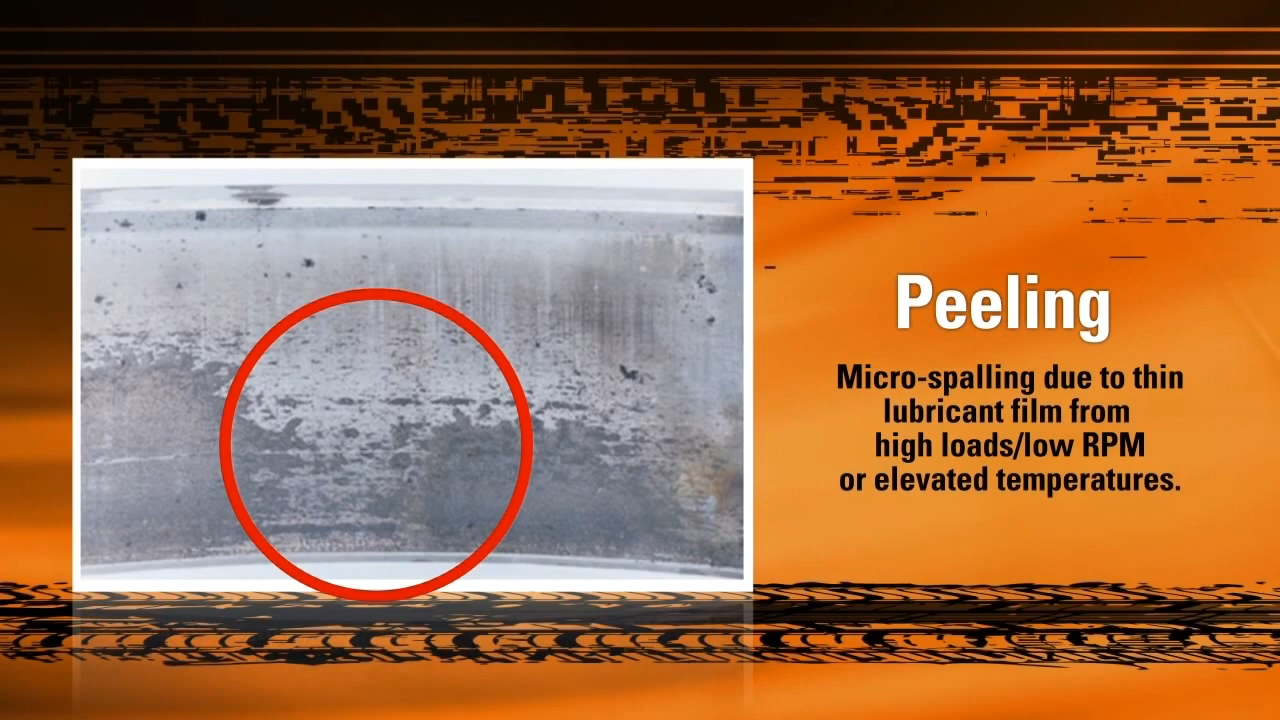 Peeling
Micro-spalling due to thin
lubricant film from
high loads/low RPM
or elevated temperatures.